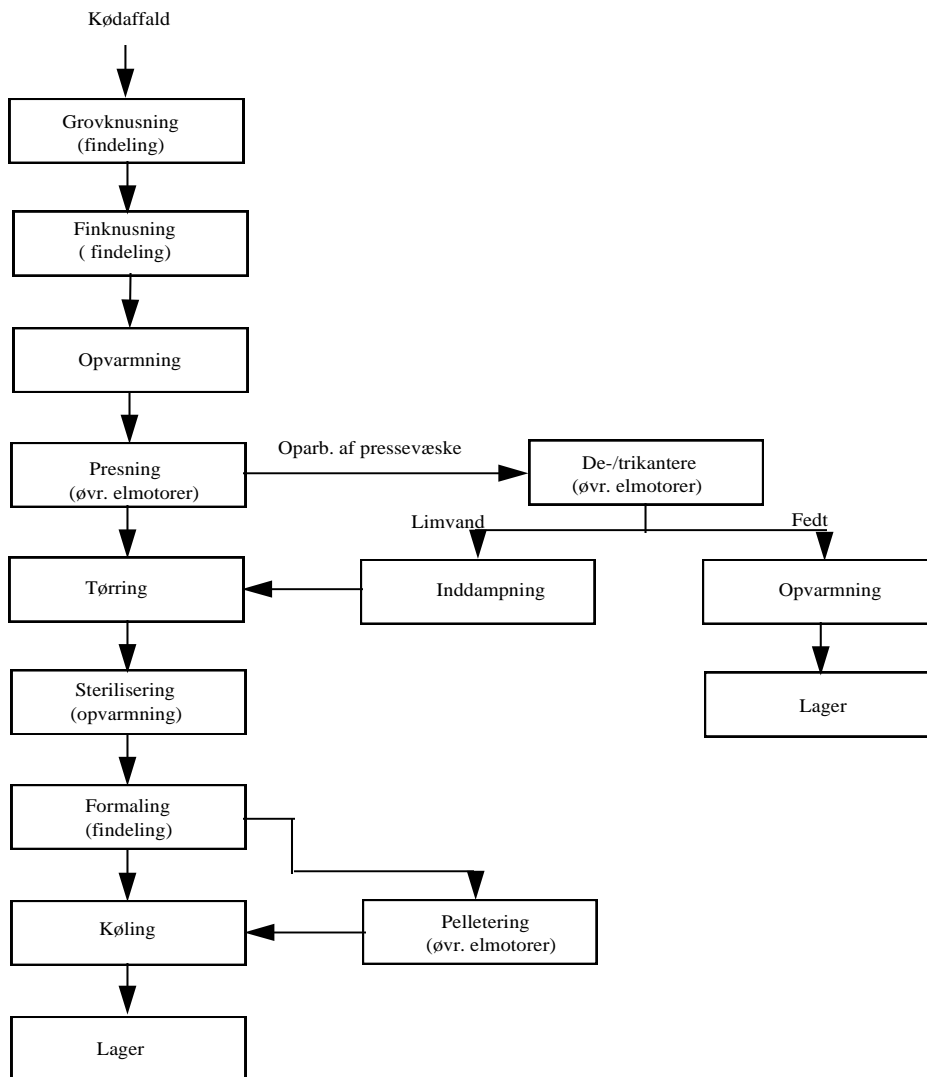 Kødaffald
Grovknusning
(findeling)
Finknusning
( findeling)
Opvarmning
Presning
(øvr. elmotorer)
Oparb. af pressevæske
De-/trikantere
(øvr. elmotorer)
Limvand
Fedt
Tørring
Inddampning
Opvarmning
Sterilisering
(opvarmning)
Lager
Formaling
(findeling)
Køling
Pelletering
(øvr. elmotorer)
Lager